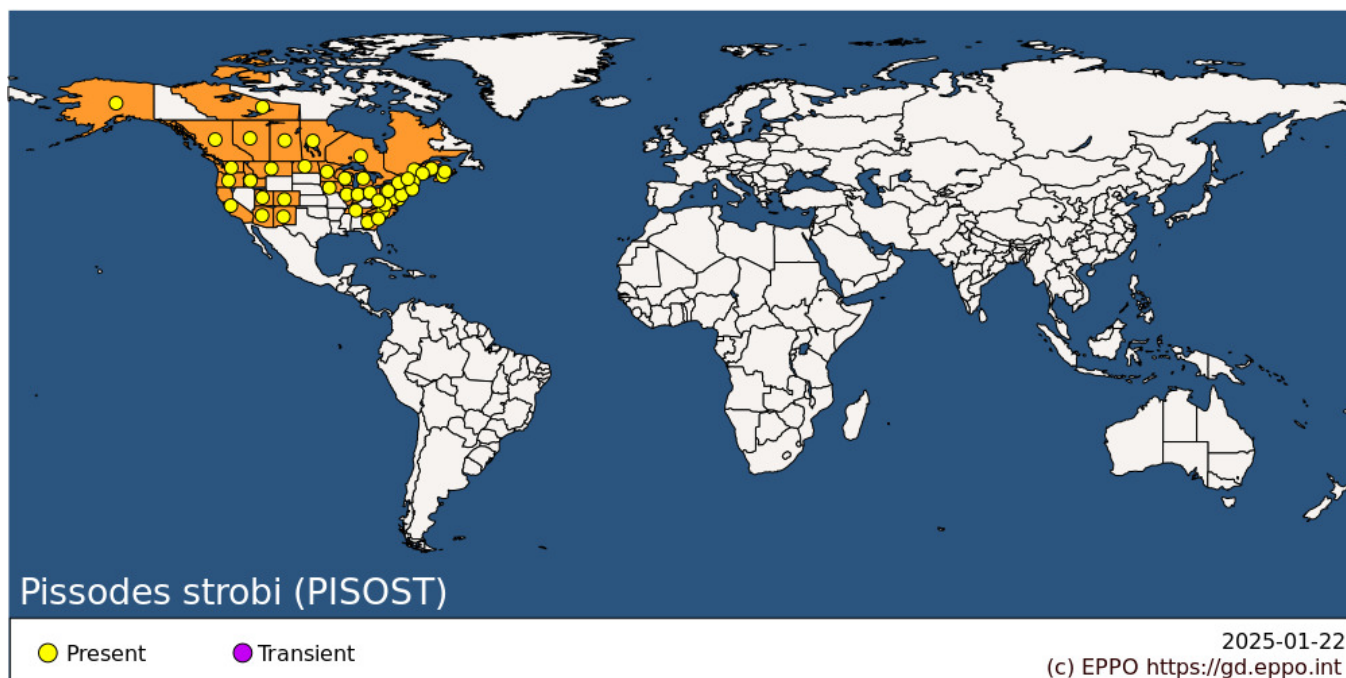 Pissodes strobi (PISOST)
Present
Transient
2025-01-22
(c) EPPO https://gd.eppo.int